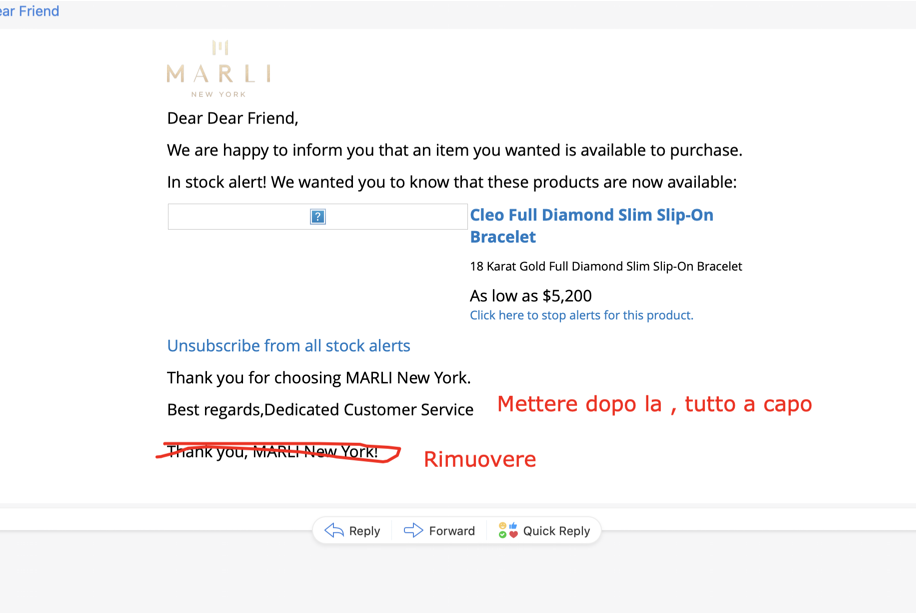 ear Friend
MARLI
NEW YORK
Dear Dear Friend,
We are happy to inform you that an item you wanted is available to purchase.
In stock alert! We wanted you to know that these products are now available:
?
Cleo Full Diamond Slim Slip-On
Bracelet
18 Karat Gold Full Diamond Slim Slip-On Bracelet
As low as $5,200
Click here to stop alerts for this product.
Unsubscribe from all stock alerts
Thank you for choosing MARLI New York.
Best regards,Dedicated Customer Service
Mettere dopo la , tutto a capo
Thank you, MARLI New York!
Rimuovere
Reply Forward Quick Reply